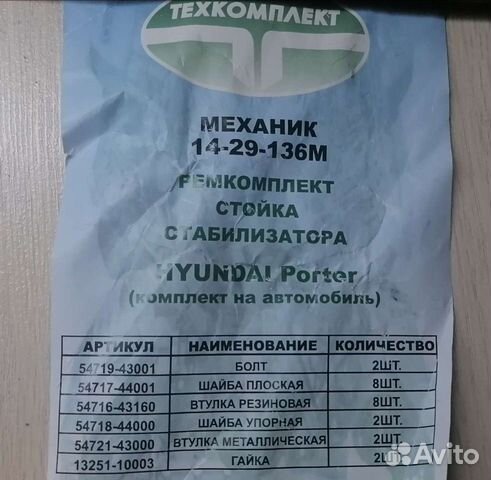 ТЕХКОМПЛЕКТ
МЕХАНИК
14-29-136М
РЕМКОМПЛЕКТ
СТОЙКА
СТАБИЛИЗАТОРА
HYUNDAI Porter
(комплект на автомобиль)
АРТИКУЛ НАИМЕНОВАНИЕ КОЛИЧЕСТВО
54719-43001 БОЛТ 2ШТ.
54717-44001 ШАЙБА ПЛОСКАЯ 8ШТ.
54716-43160 ВТУЛКА РЕЗИНОВАЯ 8ШТ.
54718-44000 ШАЙБА УПОРНАЯ 2ШТ.
54721-43000 ВТУЛКА МЕТАЛЛИЧЕСКАЯ 2ШТ.
13251-10003 ГАЙКА 2ШТ.
Avito